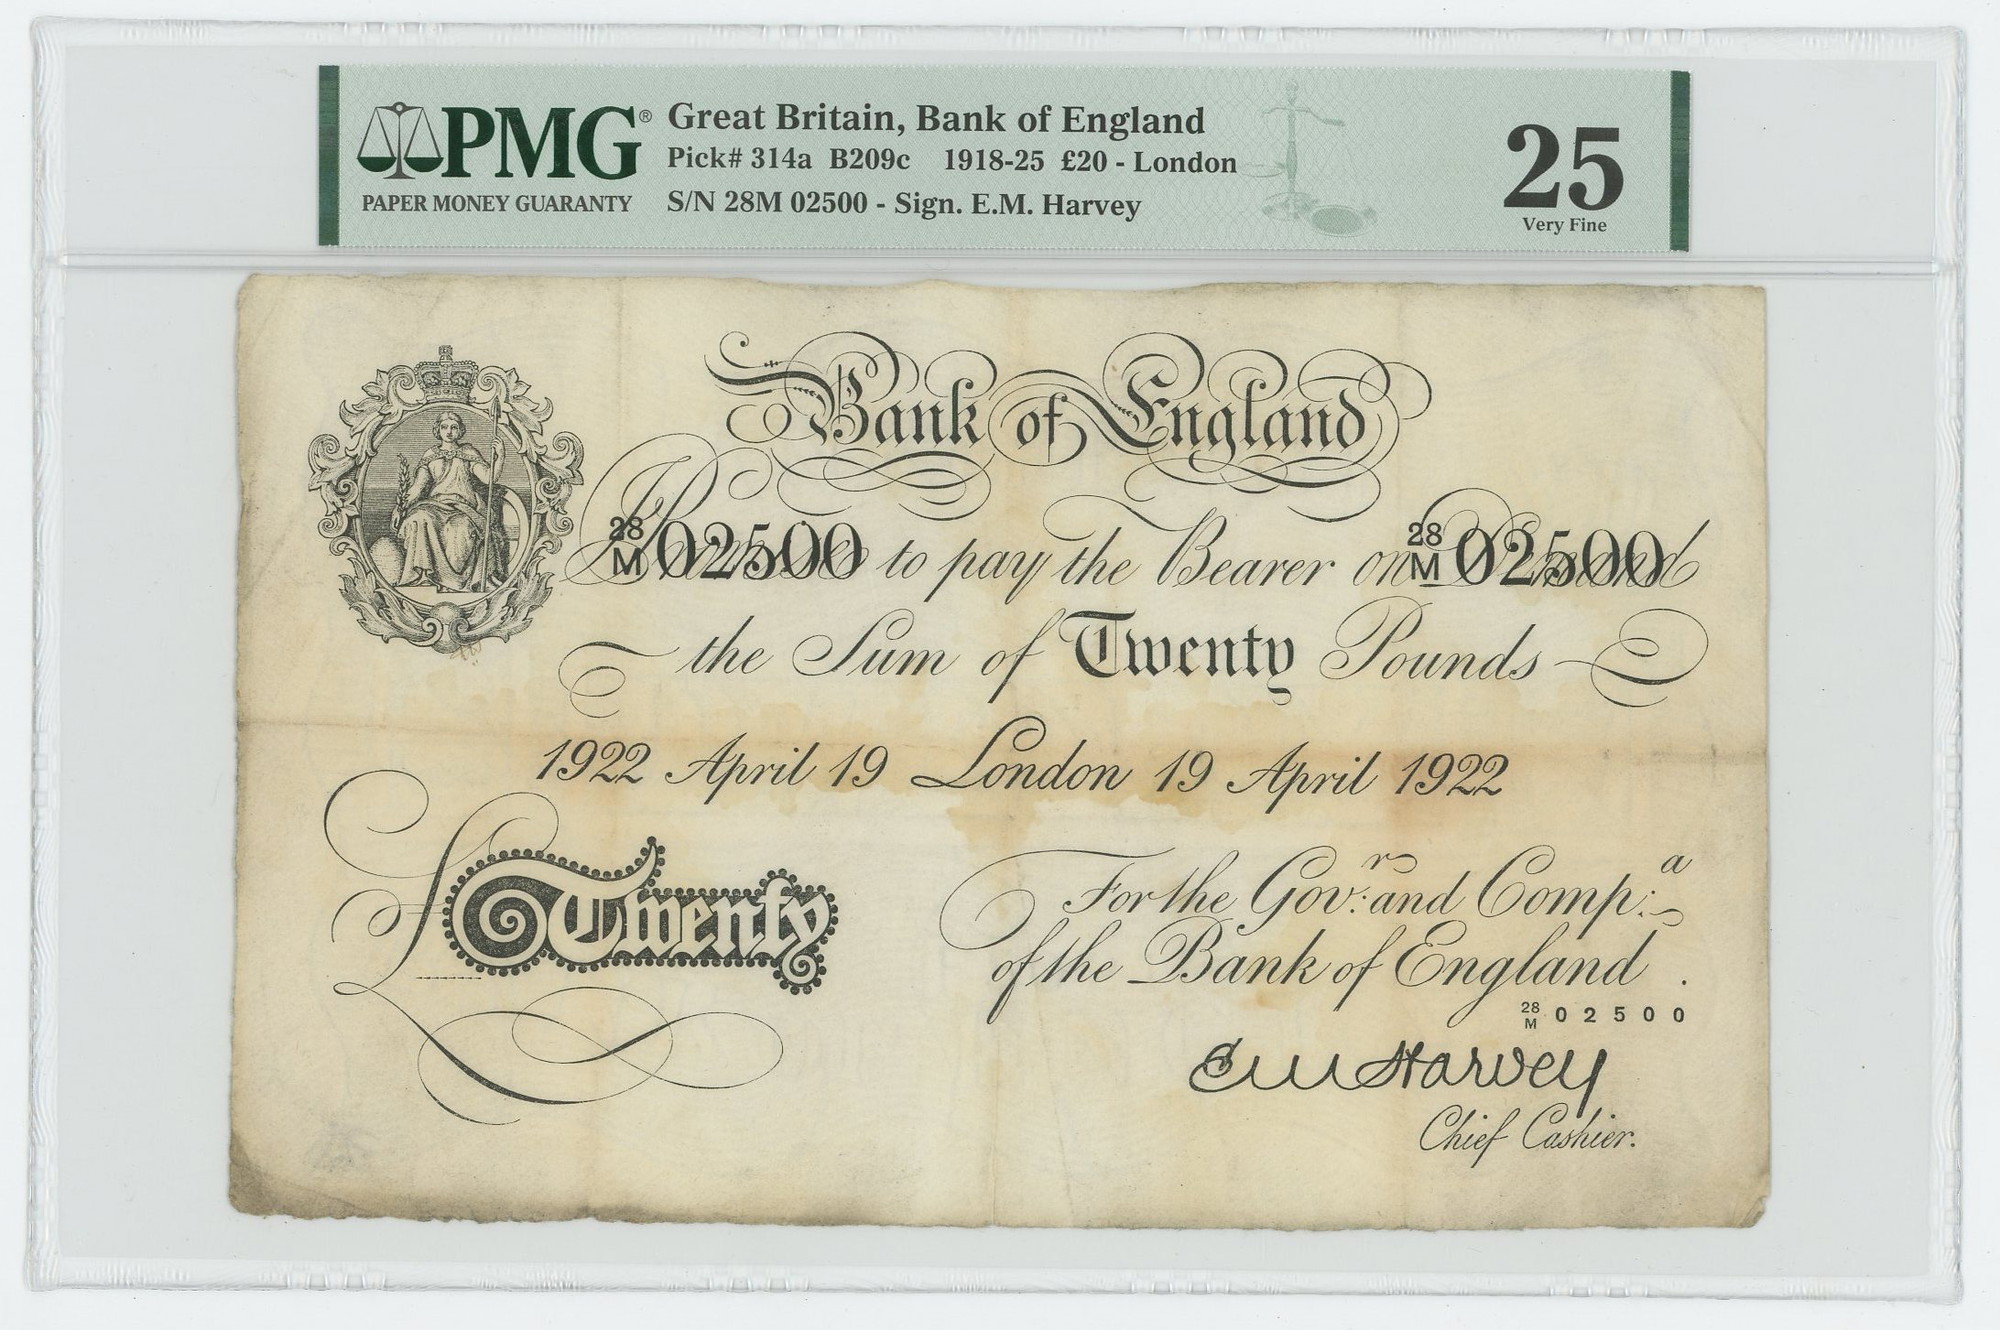 PMG®
PAPER MONEY GUARANTY
Great Britain, Bank of England
Pick# 314a B209c 1918-25 £20 - London
S/N 28M 02500 - Sign. E.M. Harvey
25
Very Fine
Bank of England
28 M 02500 to pay the Bearer on 28 M 02500
the Sum of Twenty Pounds
1922 April 19 London 19 April 1922
£Twenty
For the Govr: and Compa:
of the Bank of England.
28 M 02500
E M Harvey
Chief Cashier.